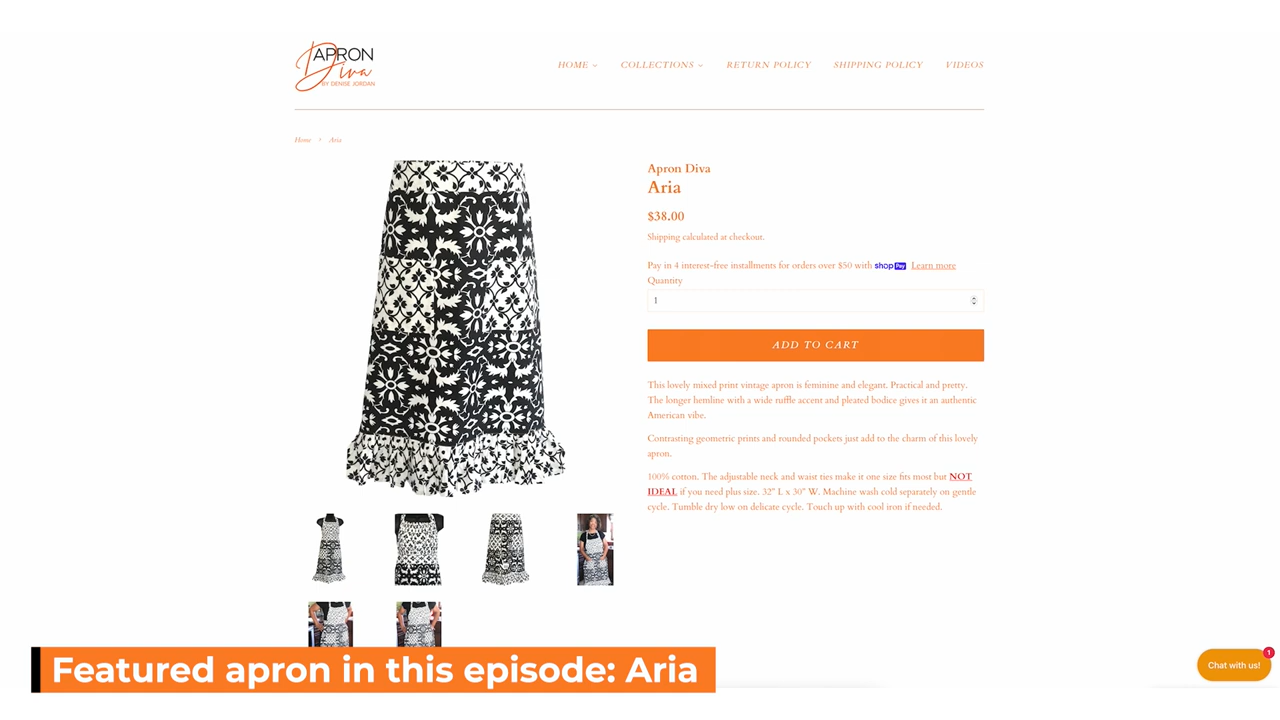 APRON
Diva
BY DENISE JORDAN
HOME
COLLECTIONS
RETURN POLICY
SHIPPING POLICY
VIDEOS
Home › Aria
Apron Diva
Aria
$38.00
Shipping calculated at checkout.
Pay in 4 interest-free installments for orders over $50 with shop Pay Learn more
Quantity
1
ADD TO CART
This lovely mixed print vintage apron is feminine and elegant. Practical and pretty.
The longer hemline with a wide ruffle accent and pleated bodice gives it an authentic
American vibe.
Contrasting geometric prints and rounded pockets just add to the charm of this lovely
apron.
100% cotton. The adjustable neck and waist ties make it one size fits most but NOT
IDEAL if you need plus size. 32" L x 30" W. Machine wash cold separately on gentle
cycle. Tumble dry low on delicate cycle. Touch up with cool iron if needed.
Featured apron in this episode: Aria
Chat with us!
1